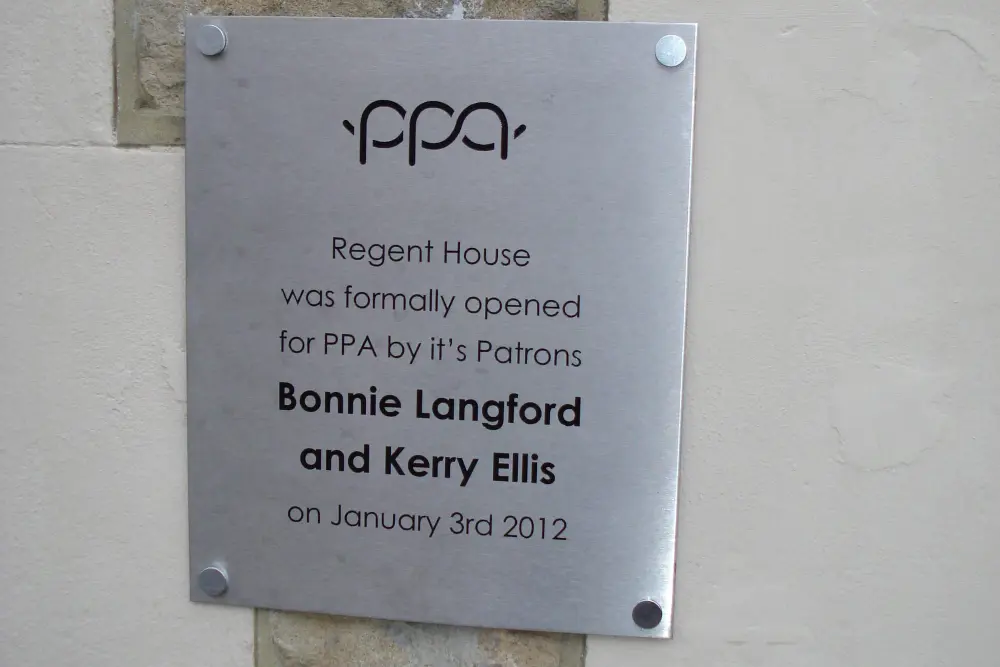 ppa
Regent House
was formally opened
for PPA by it's Patrons
Bonnie Langford
and Kerry Ellis
on January 3rd 2012